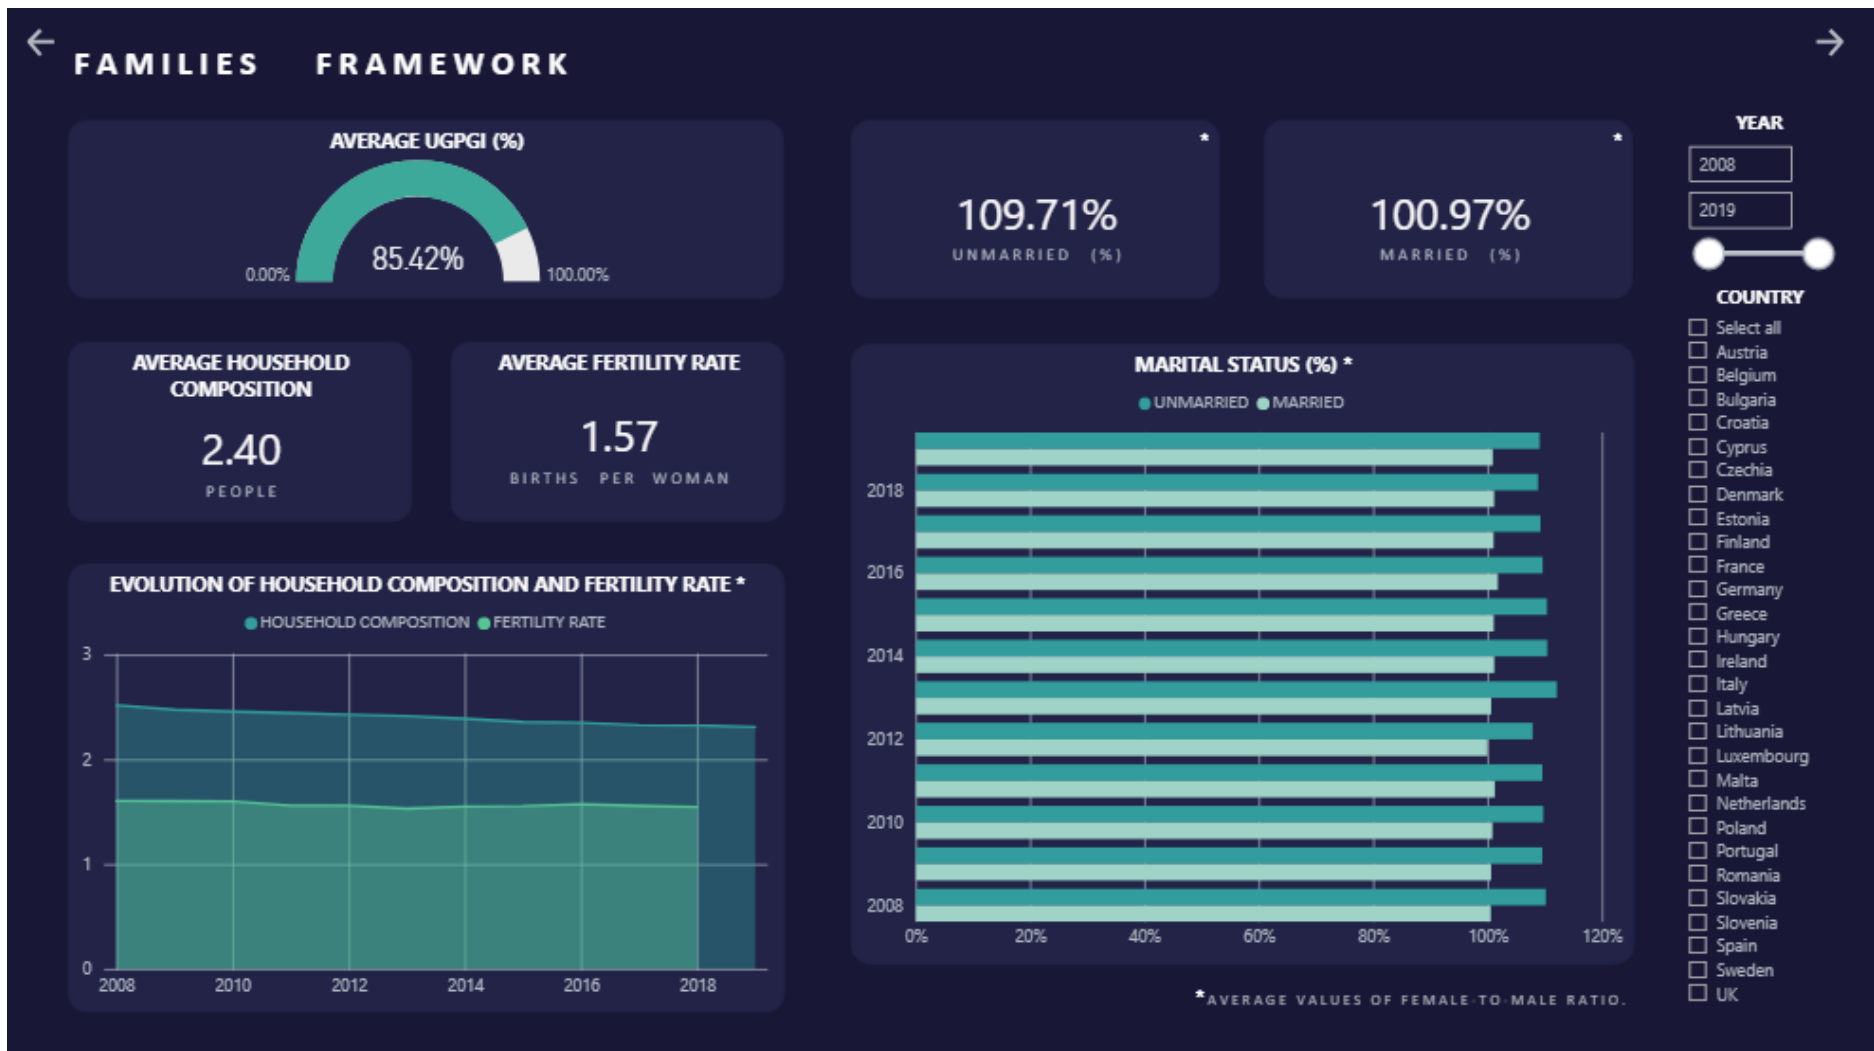 FAMILIES FRAMEWORK
AVERAGE UGPGI (%)
85.42%
0.00%
100.00%
*
109.71%
UNMARRIED (%)
*
100.97%
MARRIED (%)
AVERAGE HOUSEHOLD
COMPOSITION
2.40
PEOPLE
AVERAGE FERTILITY RATE
1.57
BIRTHS PER WOMAN
EVOLUTION OF HOUSEHOLD COMPOSITION AND FERTILITY RATE *
HOUSEHOLD COMPOSITION FERTILITY RATE
3
2
1
0
2008 2010 2012 2014 2016 2018
MARITAL STATUS (%) *
UNMARRIED MARRIED
2018
2016
2014
2012
2010
2008
0% 20% 40% 60% 80% 100% 120%
*AVERAGE VALUES OF FEMALE-TO-MALE RATIO.
YEAR
2008
2019
COUNTRY
Select all
Austria
Belgium
Bulgaria
Croatia
Cyprus
Czechia
Denmark
Estonia
Finland
France
Germany
Greece
Hungary
Ireland
Italy
Latvia
Lithuania
Luxembourg
Malta
Netherlands
Poland
Portugal
Romania
Slovakia
Slovenia
Spain
Sweden
UK